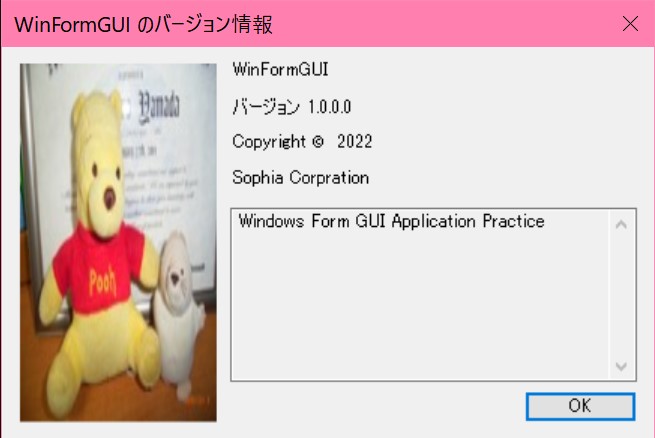 WinFormGUI のバージョン情報
WinFormGUI
バージョン 1.0.0.0
Copyright © 2022
Sophia Corpration
Windows Form GUI Application Practice
Yamada
Pooh
OK